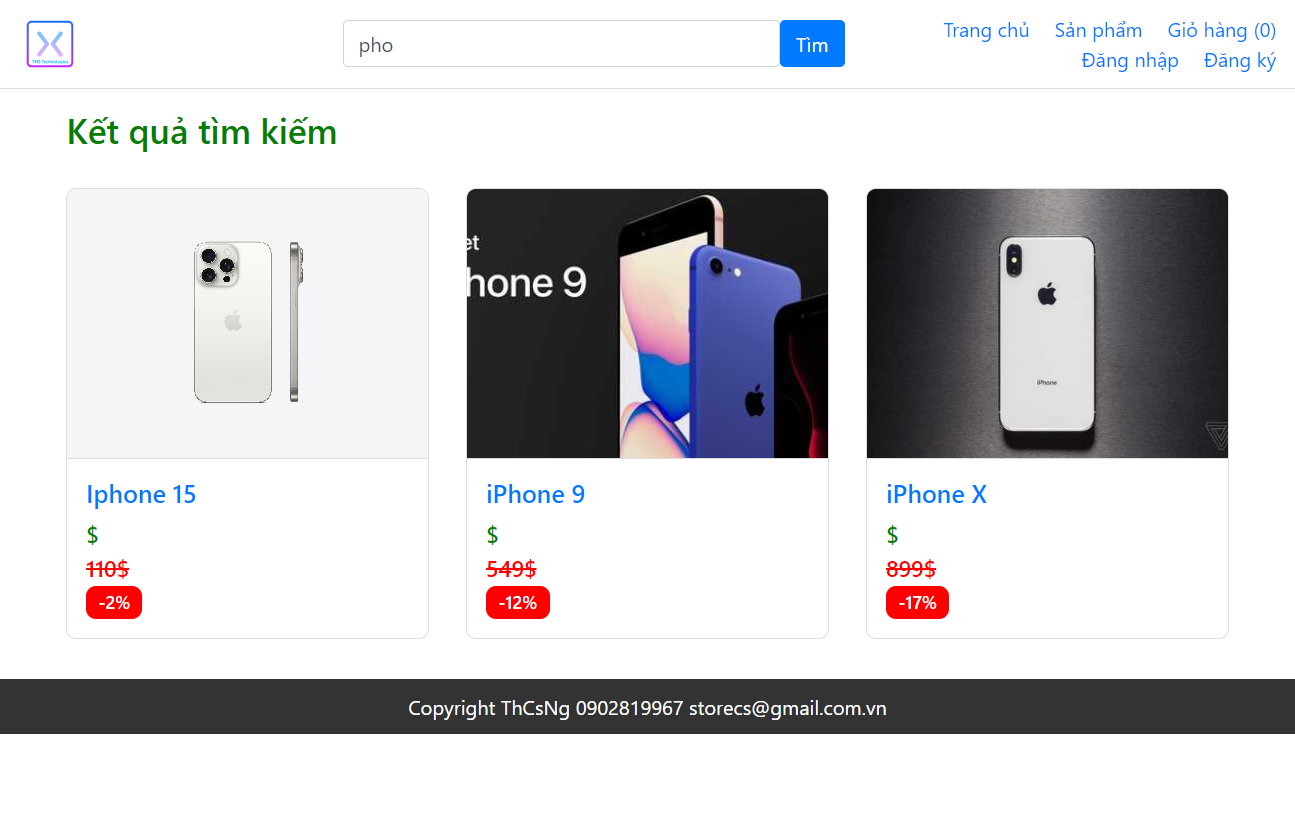 TNS Technologies
pho
Tìm
Trang chủ Sản phẩm Giỏ hàng (0)
Đăng nhập Đăng ký
Kết quả tìm kiếm
et
hone 9
iPhone
Iphone 15
$
110$
-2%
iPhone 9
$
549$
-12%
iPhone X
$
899$
-17%
Copyright ThCsNg 0902819967 storecs@gmail.com.vn